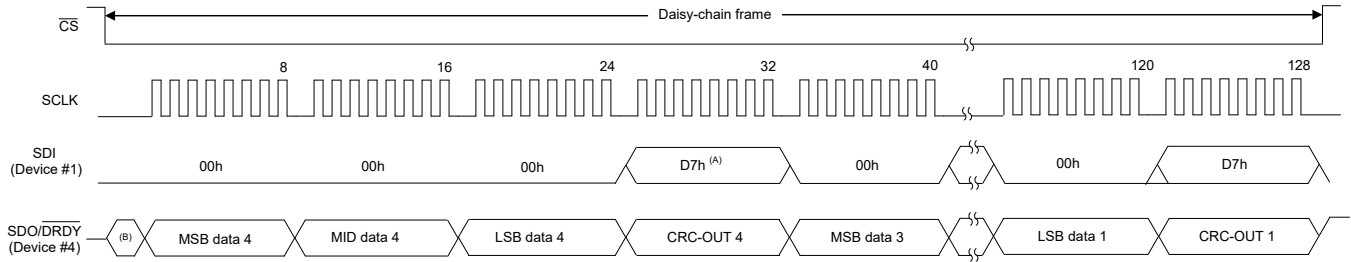 Daisy-chain frame
CS
8 16 24 32 40 120 128
SCLK
SDI
(Device #1)
00h 00h 00h D7h (A) 00h 00h D7h
SDO/DRDY
(Device #4)
(B) MSB data 4 MID data 4 LSB data 4 CRC-OUT 4 MSB data 3 LSB data 1 CRC-OUT 1